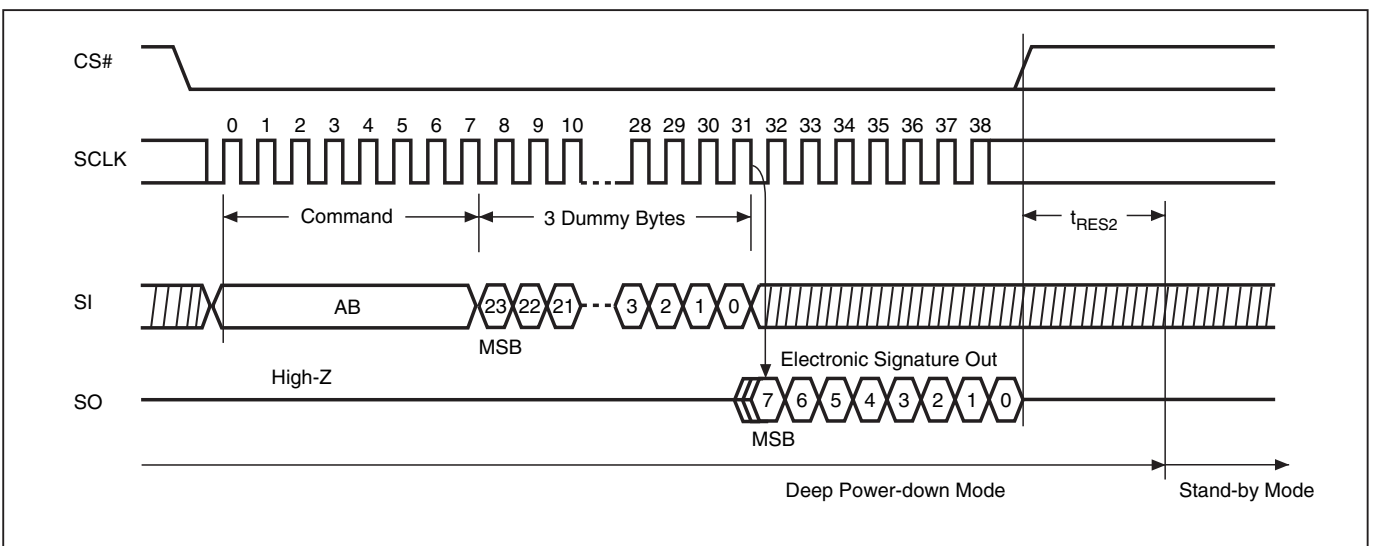 CS#
0 1 2 3 4 5 6 7 8 9 10 28 29 30 31 32 33 34 35 36 37 38
SCLK
Command 3 Dummy Bytes tRES2
SI AB 23 22 21 3 2 1 0
MSB
Electronic Signature Out
High-Z
SO 7 6 5 4 3 2 1 0
MSB
Deep Power-down Mode Stand-by Mode